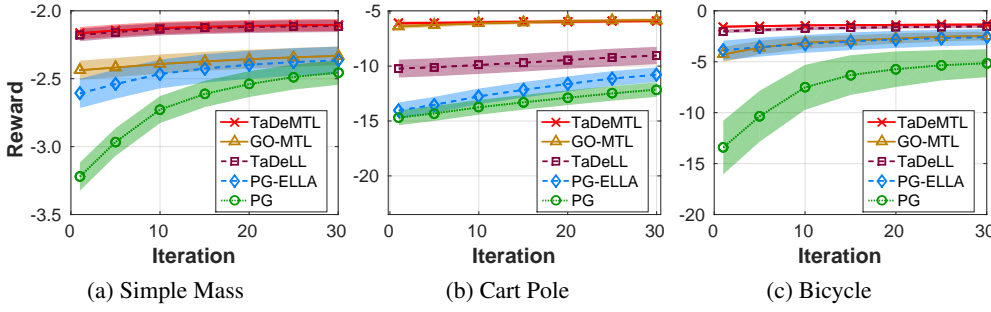 Reward
-2.0
-2.5
-3.0
-3.5
0 10 20 30
Iteration
TaDeMTL
GO-MTL
TaDeLL
PG-ELLA
PG
(a) Simple Mass
-5
-10
-15
-20
0 10 20 30
Iteration
TaDeMTL
GO-MTL
TaDeLL
PG-ELLA
PG
(b) Cart Pole
0
-5
-10
-15
-20
0 10 20 30
Iteration
TaDeMTL
GO-MTL
TaDeLL
PG-ELLA
PG
(c) Bicycle